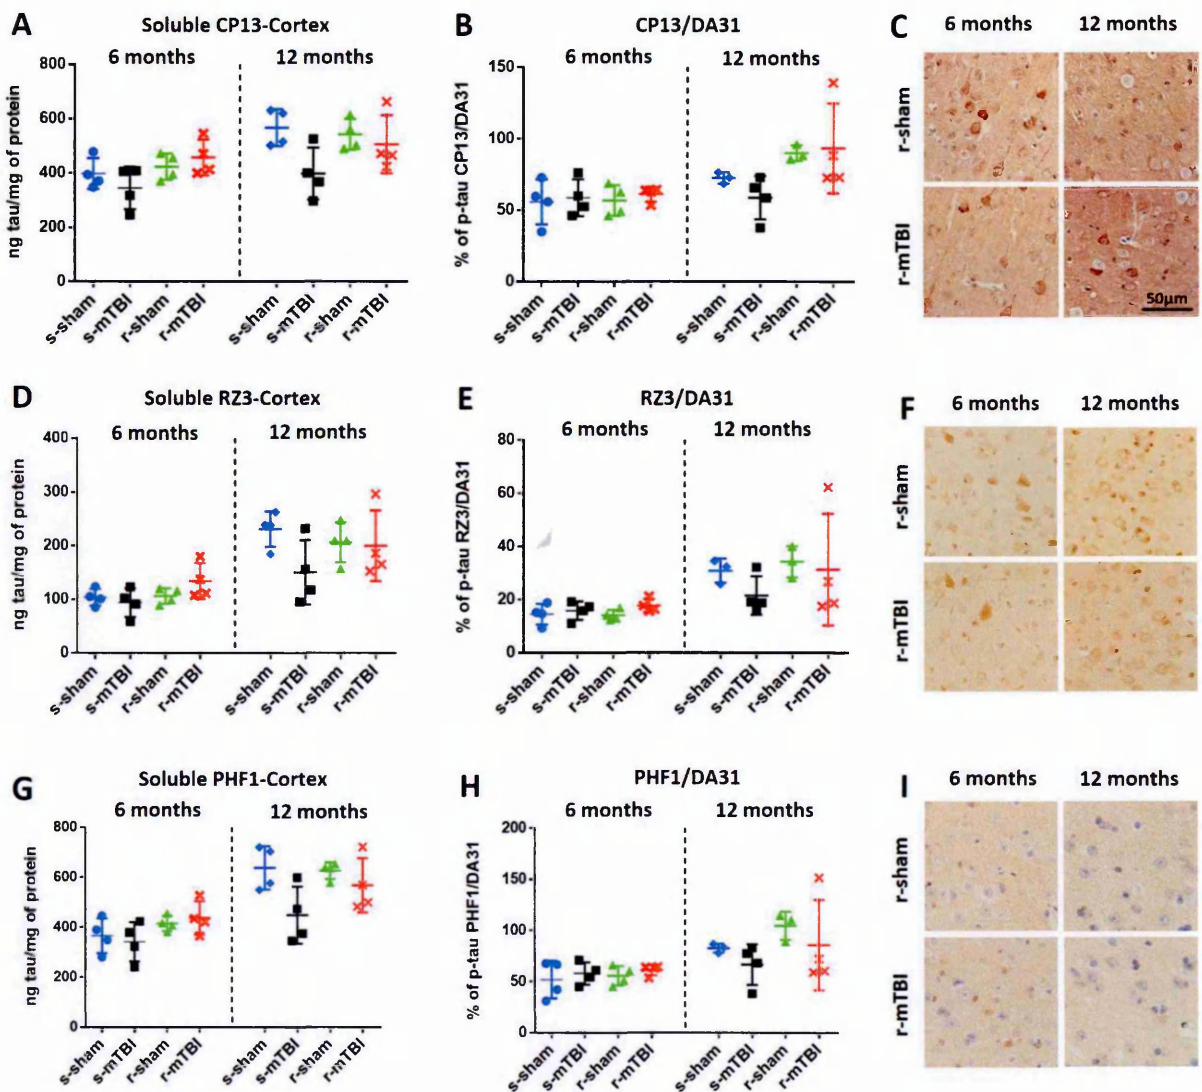 A
Soluble CP13-Cortex
6 months
12 months
ng tau/mg of protein
800
600
400
200
0
s-sham
s-mTBI
r-sham
r-mTBI
s-sham
s-mTBI
r-sham
r-mTBI
B
CP13/DA31
6 months
12 months
% of p-tau CP13/DA31
150
100
50
0
s-sham
s-mTBI
r-sham
r-mTBI
s-sham
s-mTBI
r-sham
r-mTBI
C
6 months
12 months
r-sham
r-mTBI
50μm
D
Soluble RZ3-Cortex
6 months
12 months
ng tau/mg of protein
400
300
200
100
0
s-sham
s-mTBI
r-sham
r-mTBI
s-sham
s-mTBI
r-sham
r-mTBI
E
RZ3/DA31
6 months
12 months
% of p-tau RZ3/DA31
80
60
40
20
0
s-sham
s-mTBI
r-sham
r-mTBI
s-sham
s-mTBI
r-sham
r-mTBI
F
6 months
12 months
r-sham
r-mTBI
G
Soluble PHF1-Cortex
6 months
12 months
ng tau/mg of protein
800
600
400
200
0
s-sham
s-mTBI
r-sham
r-mTBI
s-sham
s-mTBI
r-sham
r-mTBI
H
PHF1/DA31
6 months
12 months
% of p-tau PHF1/DA31
200
150
100
50
0
s-sham
s-mTBI
r-sham
r-mTBI
s-sham
s-mTBI
r-sham
r-mTBI
I
6 months
12 months
r-sham
r-mTBI